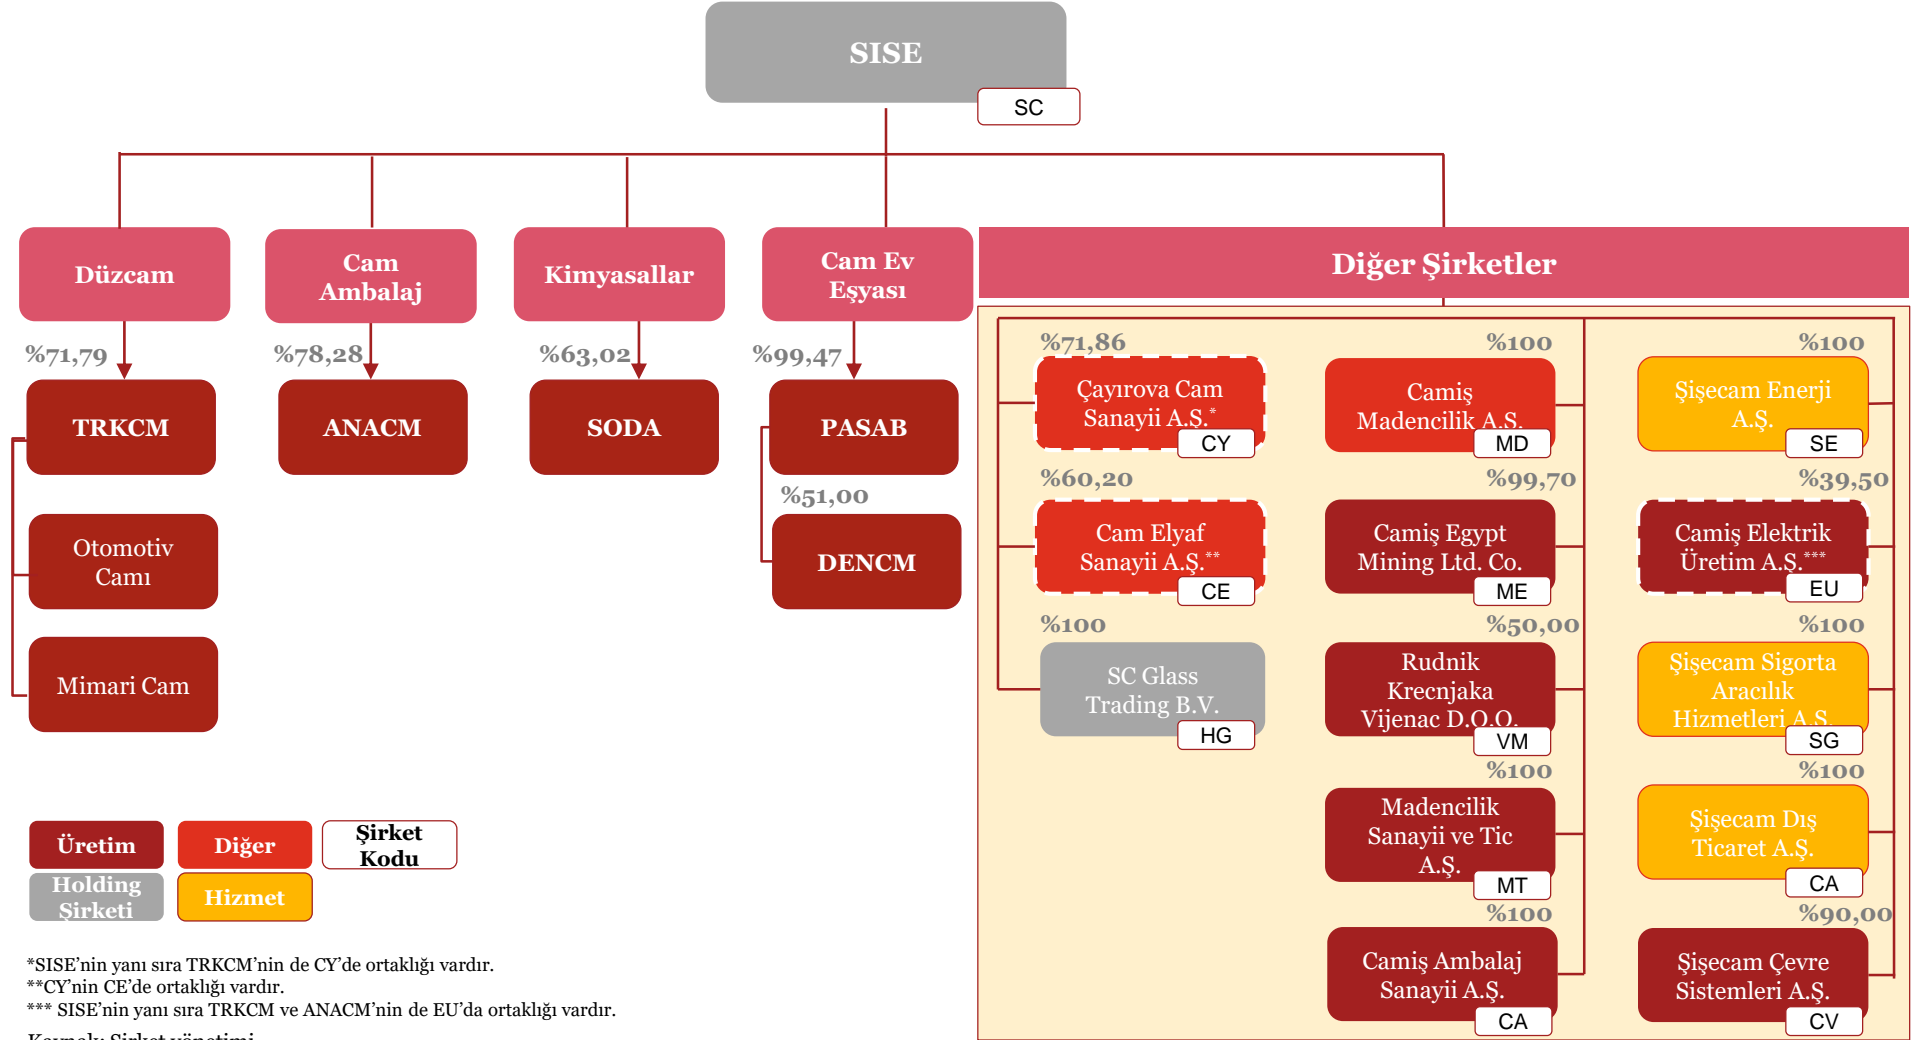 SISE
SC
Düzcam
Cam
Ambalaj
Kimyasallar
Cam Ev
Eşyası
Diğer Şirketler
%71,79
%78,28
%63,02
%99,47
TRKCM
ANACM
SODA
PASAB
%51,00
DENCM
Otomotiv
Camı
Mimari Cam
%71,86
Çayırova Cam
Sanayii A.Ş.*
CY
%60,20
Cam Elyaf
Sanayii A.Ş.**
CE
%100
SC Glass
Trading B.V.
HG
%100
Camiş
Madencilik A.Ş.
MD
%99,70
Camiş Egypt
Mining Ltd. Co.
ME
%50,00
Rudnik
Krecnjaka
Vijenac D.O.O.
VM
%100
Madencilik
Sanayii ve Tic
A.Ş.
MT
%100
Camiş Ambalaj
Sanayii A.Ş.
CA
%100
Şişecam Enerji
A.Ş.
SE
%39,50
Camiş Elektrik
Üretim A.Ş.***
EU
%100
Şişecam Sigorta
Aracılık
Hizmetleri A.Ş.
SG
%100
Şişecam Dış
Ticaret A.Ş.
CA
%90,00
Şişecam Çevre
Sistemleri A.Ş.
CV
Üretim
Diğer
Şirket
Kodu
Holding
Şirketi
Hizmet
*SISE’nin yanı sıra TRKCM’nin de CY’de ortaklığı vardır.
**CY’nin CE’de ortaklığı vardır.
*** SISE’nin yanı sıra TRKCM ve ANACM’nin de EU’da ortaklığı vardır.
Kaynak: Şirket yönetimi